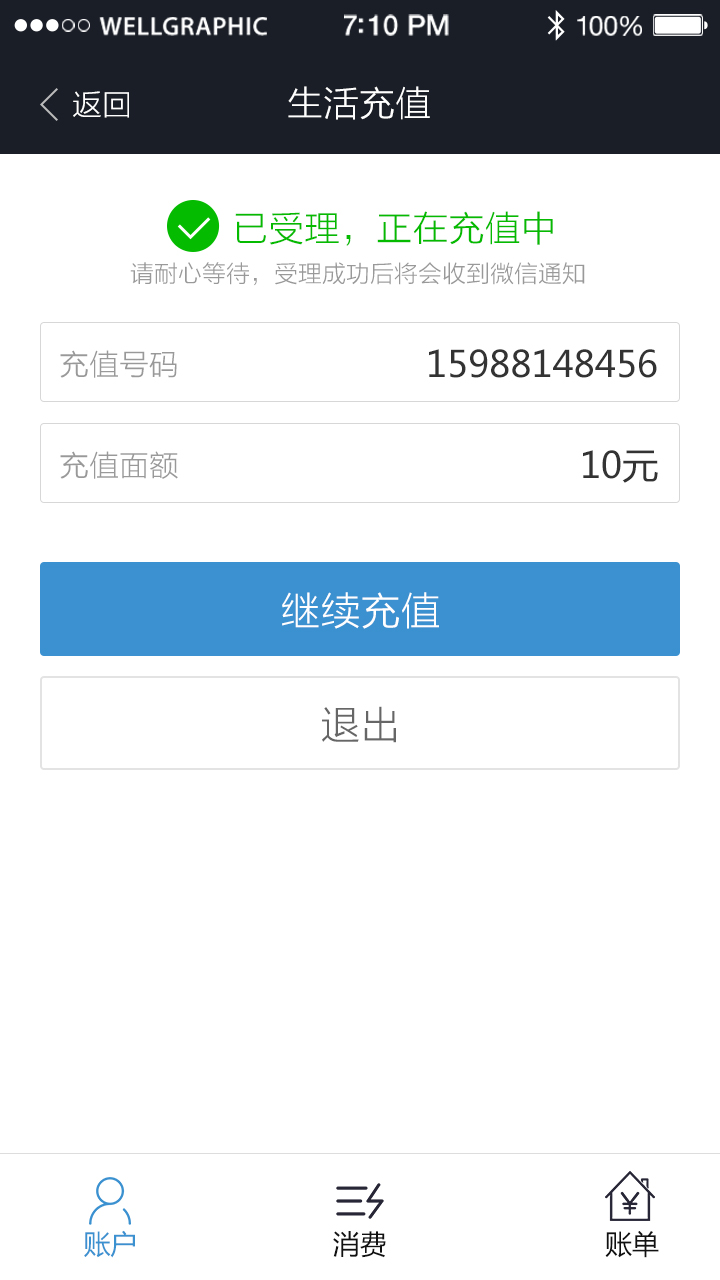 WELLGRAPHIC 7:10 PM 100%
返回 生活充值
已受理，正在充值中
请耐心等待，受理成功后将会收到微信通知
充值号码 15988148456
充值面额 10元
继续充值
退出
账户 消费 账单